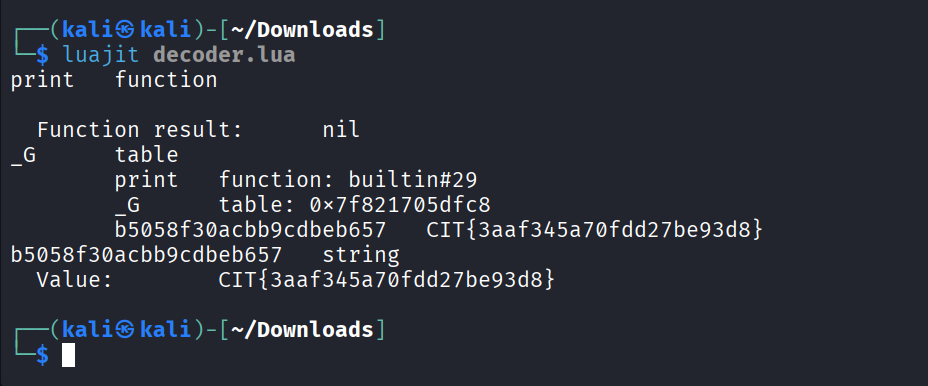 ┌──(kali㉿kali)-[~/Downloads]
└─$ luajit decoder.lua
print   function

  Function result:      nil
_G      table
        print   function: builtin#29
        _G      table: 0×7f821705dfc8
        b5058f30acbb9cdbeb657   CIT{3aaf345a70fdd27be93d8}
b5058f30acbb9cdbeb657   string
  Value:        CIT{3aaf345a70fdd27be93d8}

┌──(kali㉿kali)-[~/Downloads]
└─$